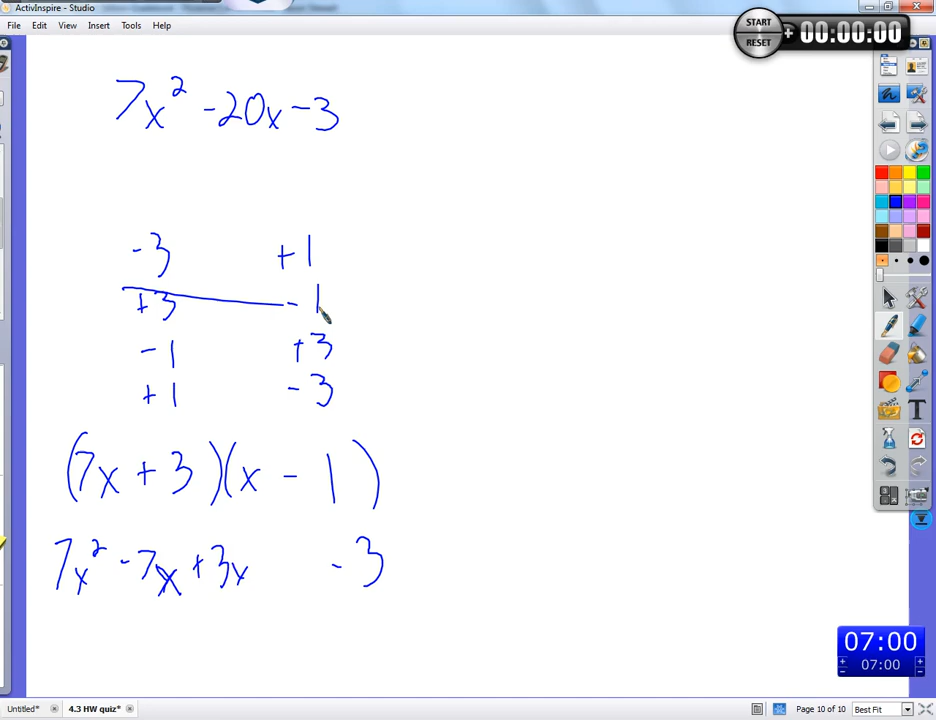 ActivInspire - Studio
File Edit View Insert Tools Help
START
RESET
+ 00:00:00
7x² -20x -3
-3 +1
+3 -1
-1 +3
+1 -3
(7x + 3)(x - 1)
7x² -7x +3x -3
07:00
07:00
Untitled* 4.3 HW quiz* Page 10 of 10 Best Fit